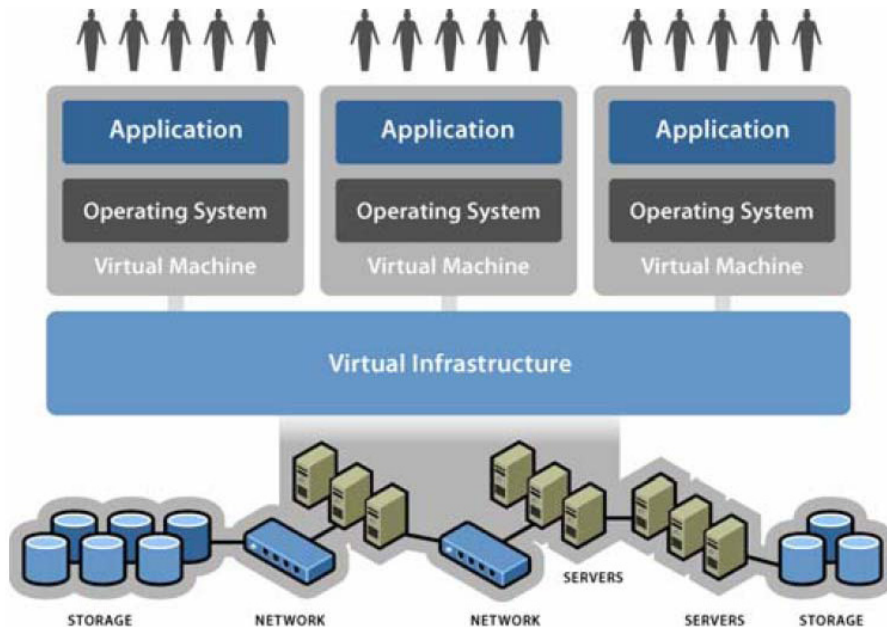 Application
Application
Application
Operating System
Operating System
Operating System
Virtual Machine
Virtual Machine
Virtual Machine
Virtual Infrastructure
SERVERS
STORAGE
NETWORK
NETWORK
SERVERS
STORAGE